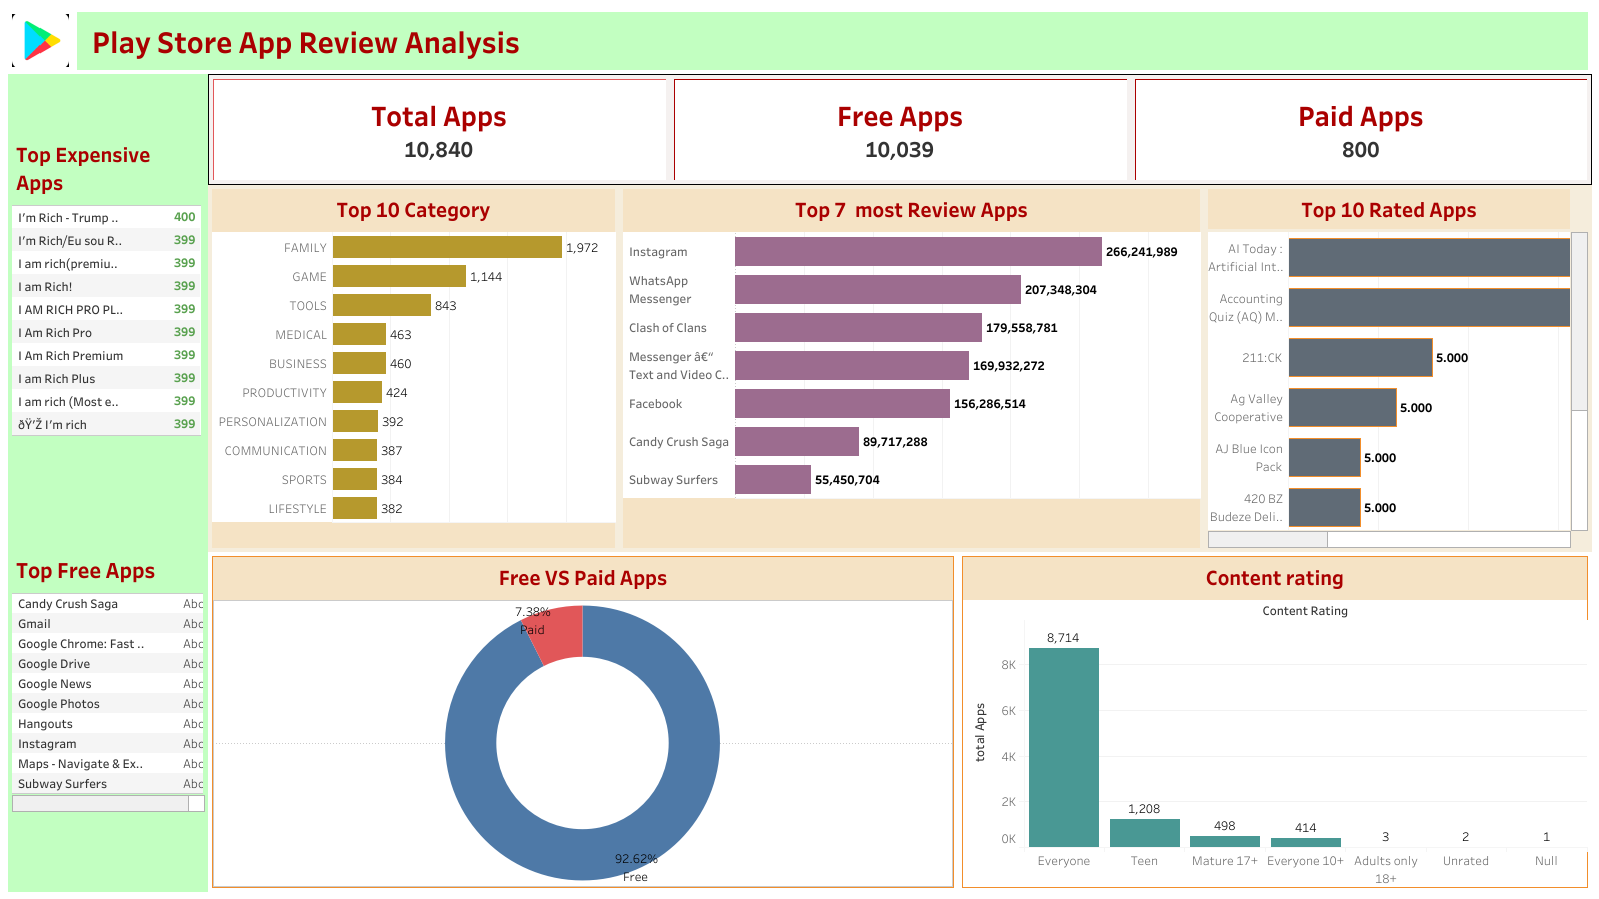 Play Store App Review Analysis
Total Apps
10,840
Free Apps
10,039
Paid Apps
800
Top Expensive
Apps
I'm Rich - Trump .. 400
I'm Rich/Eu sou R.. 399
I am rich(premiu.. 399
I am Rich! 399
I AM RICH PRO PL.. 399
I Am Rich Pro 399
I Am Rich Premium 399
I am Rich Plus 399
I am rich (Most e.. 399
ðŸ'Ž I'm rich 399
Top Free Apps
Candy Crush Saga Abc
Gmail Abc
Google Chrome: Fast .. Abc
Google Drive Abc
Google News Abc
Google Photos Abc
Hangouts Abc
Instagram Abc
Maps - Navigate & Ex.. Abc
Subway Surfers Abc
Top 10 Category
FAMILY 1,972
GAME 1,144
TOOLS 843
MEDICAL 463
BUSINESS 460
PRODUCTIVITY 424
PERSONALIZATION 392
COMMUNICATION 387
SPORTS 384
LIFESTYLE 382
Top 7 most Review Apps
Instagram 266,241,989
WhatsApp
Messenger 207,348,304
Clash of Clans 179,558,781
Messenger â€“
Text and Video C.. 169,932,272
Facebook 156,286,514
Candy Crush Saga 89,717,288
Subway Surfers 55,450,704
Top 10 Rated Apps
AI Today :
Artificial Int..
Accounting
Quiz (AQ) M..
211:CK 5.000
Ag Valley
Cooperative 5.000
AJ Blue Icon
Pack 5.000
420 BZ
Budeze Deli.. 5.000
Free VS Paid Apps
7.38%
Paid
92.62%
Free
Content rating
Content Rating
total Apps
8K
6K
4K
2K
0K
8,714
1,208
498
414
3
2
1
Everyone
Teen
Mature 17+
Everyone 10+
Adults only
18+
Unrated
Null